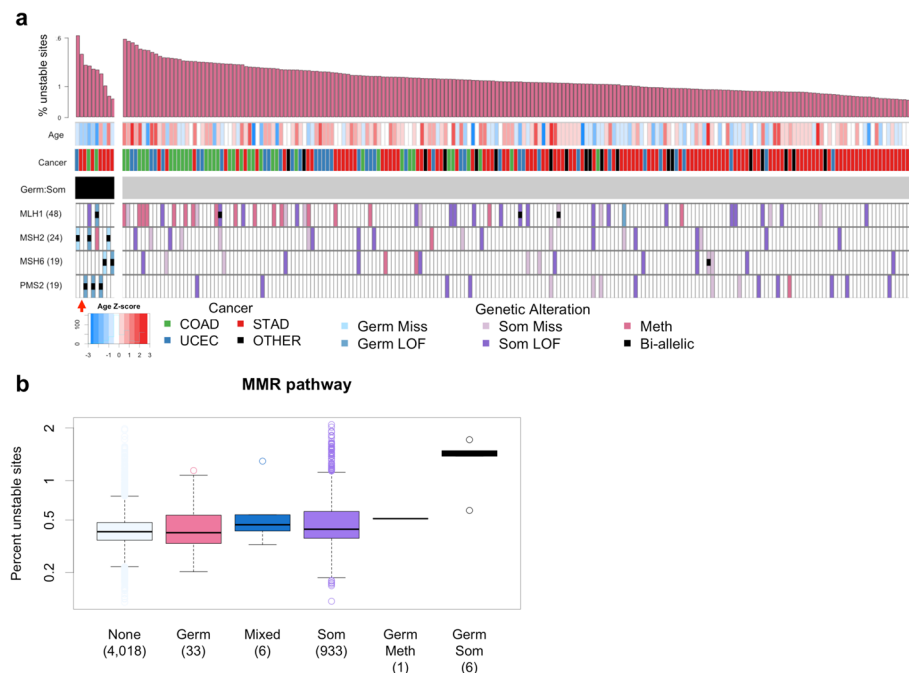 a
% unstable sites
.6
1
0
Age
Cancer
Germ:Som
MLH1 (48)
MSH2 (24)
MSH6 (19)
PMS2 (19)
Age Z-score
0 100
-3 -1 0 1 2 3
Cancer
COAD STAD
UCEC OTHER
Genetic Alteration
Germ Miss Som Miss Meth
Germ LOF Som LOF Bi-allelic
b
MMR pathway
Percent unstable sites
2
1
0.5
0.2
None Germ Mixed Som Germ Germ
Meth Som
(4,018) (33) (6) (933) (1) (6)